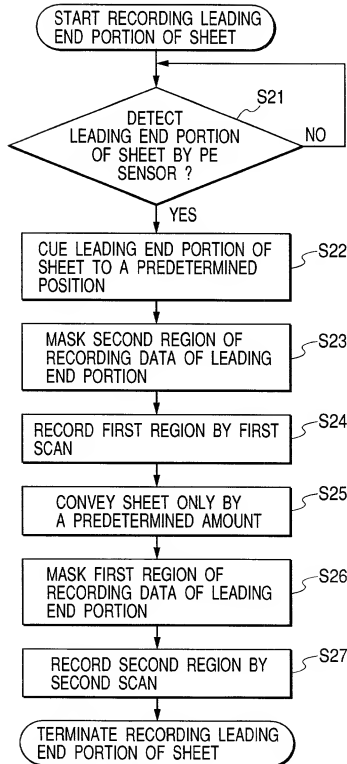 START RECORDING LEADING
END PORTION OF SHEET
S21
DETECT
LEADING END PORTION
OF SHEET BY PE
SENSOR ?
NO
YES
S22
CUE LEADING END PORTION OF
SHEET TO A PREDETERMINED
POSITION
S23
MASK SECOND REGION OF
RECORDING DATA OF LEADING
END PORTION
S24
RECORD FIRST REGION BY FIRST
SCAN
S25
CONVEY SHEET ONLY BY
A PREDETERMINED AMOUNT
S26
MASK FIRST REGION OF
RECORDING DATA OF LEADING
END PORTION
S27
RECORD SECOND REGION BY
SECOND SCAN
TERMINATE RECORDING LEADING
END PORTION OF SHEET